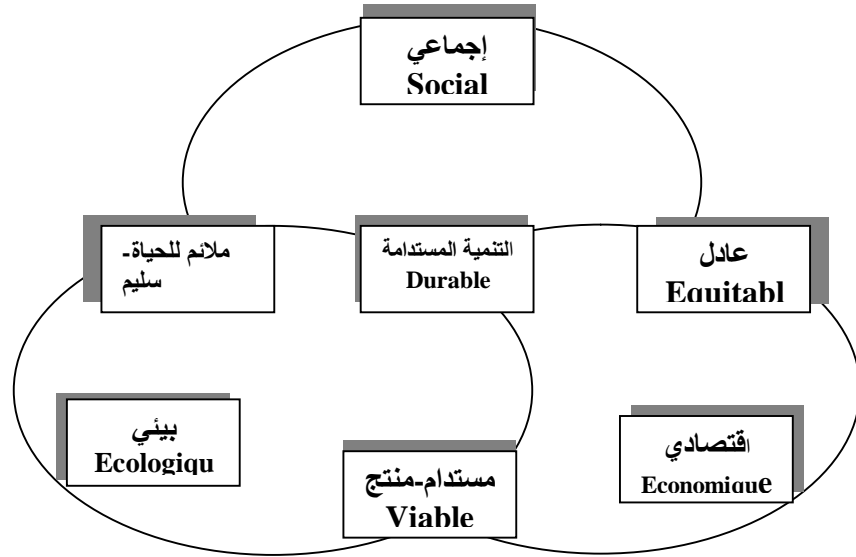 إجماعي
Social
ملائم للحياة-
سليم
التنمية المستدامة
Durable
عادل
Equitabl
بيئي
Ecologiqu
مستدام-منتج
Viable
اقتصادي
Economique